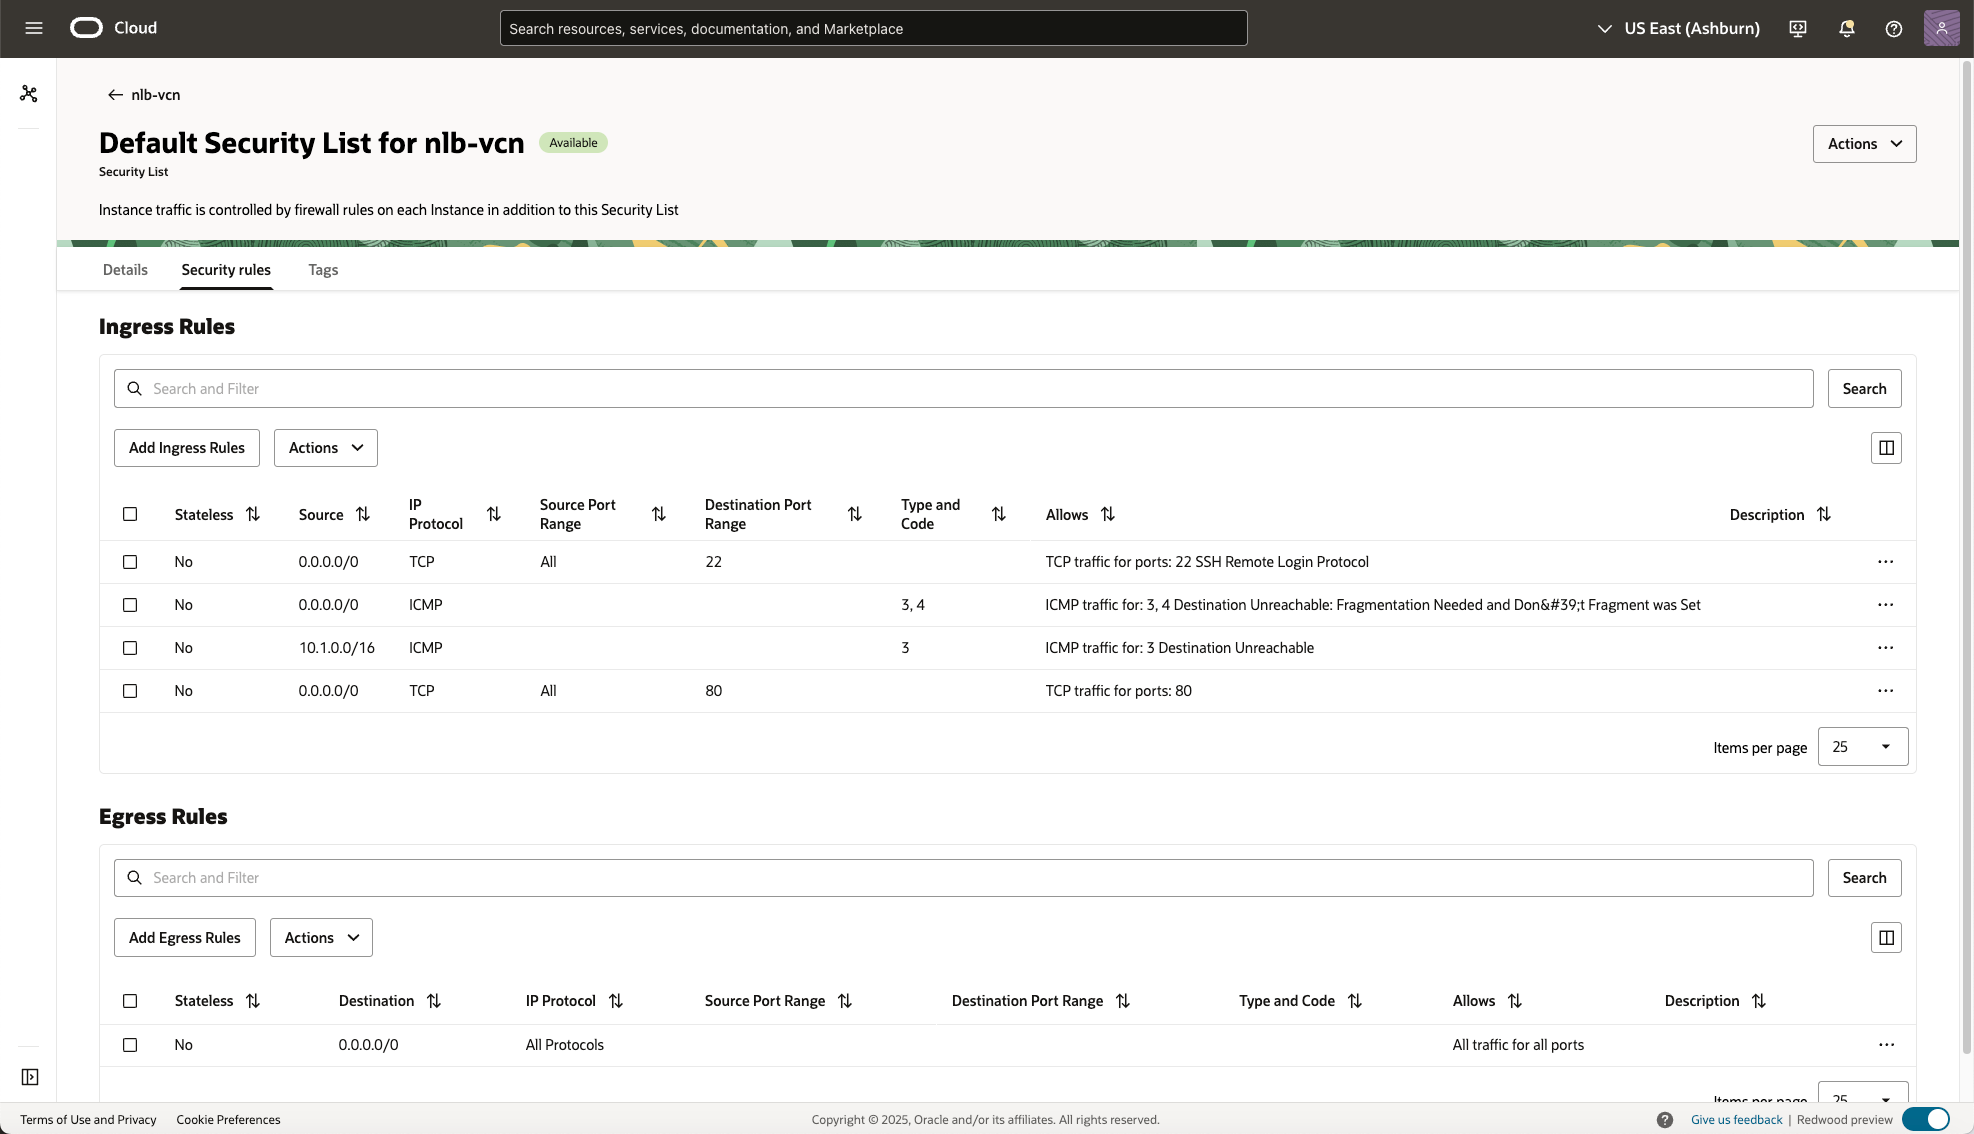 Cloud
Search resources, services, documentation, and Marketplace
US East (Ashburn)
nlb-vcn
Default Security List for nlb-vcn
Available
Actions
Security List
Instance traffic is controlled by firewall rules on each Instance in addition to this Security List
Details Security rules Tags
Ingress Rules
Search and Filter
Search
Add Ingress Rules Actions
Stateless Source IP Protocol Source Port Range Destination Port Range Type and Code Allows Description
No 0.0.0.0/0 TCP All 22 TCP traffic for ports: 22 SSH Remote Login Protocol
No 0.0.0.0/0 ICMP 3, 4 ICMP traffic for: 3, 4 Destination Unreachable: Fragmentation Needed and Don&#39;t Fragment was Set
No 10.1.0.0/16 ICMP 3 ICMP traffic for: 3 Destination Unreachable
No 0.0.0.0/0 TCP All 80 TCP traffic for ports: 80
Items per page 25
Egress Rules
Search and Filter
Search
Add Egress Rules Actions
Stateless Destination IP Protocol Source Port Range Destination Port Range Type and Code Allows Description
No 0.0.0.0/0 All Protocols All traffic for all ports
Items per page 25
Terms of Use and Privacy Cookie Preferences Copyright © 2025, Oracle and/or its affiliates. All rights reserved. Give us feedback | Redwood preview